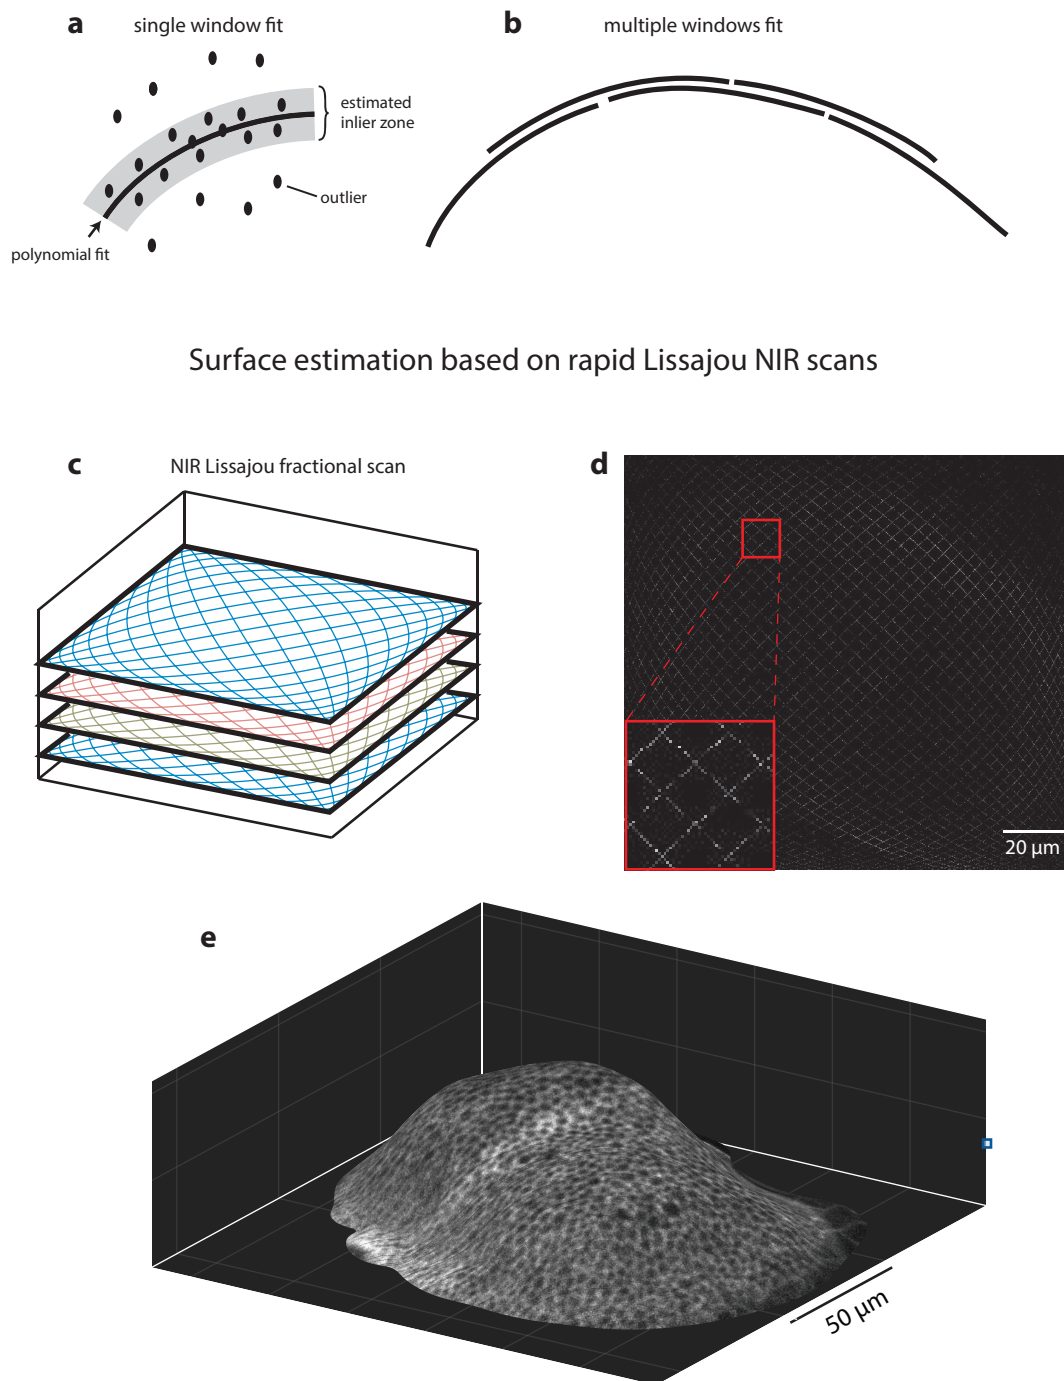 a
single window fit
estimated
inlier zone
outlier
polynomial fit
b
multiple windows fit
Surface estimation based on rapid Lissajou NIR scans
c
NIR Lissajou fractional scan
d
20 µm
e
50 µm